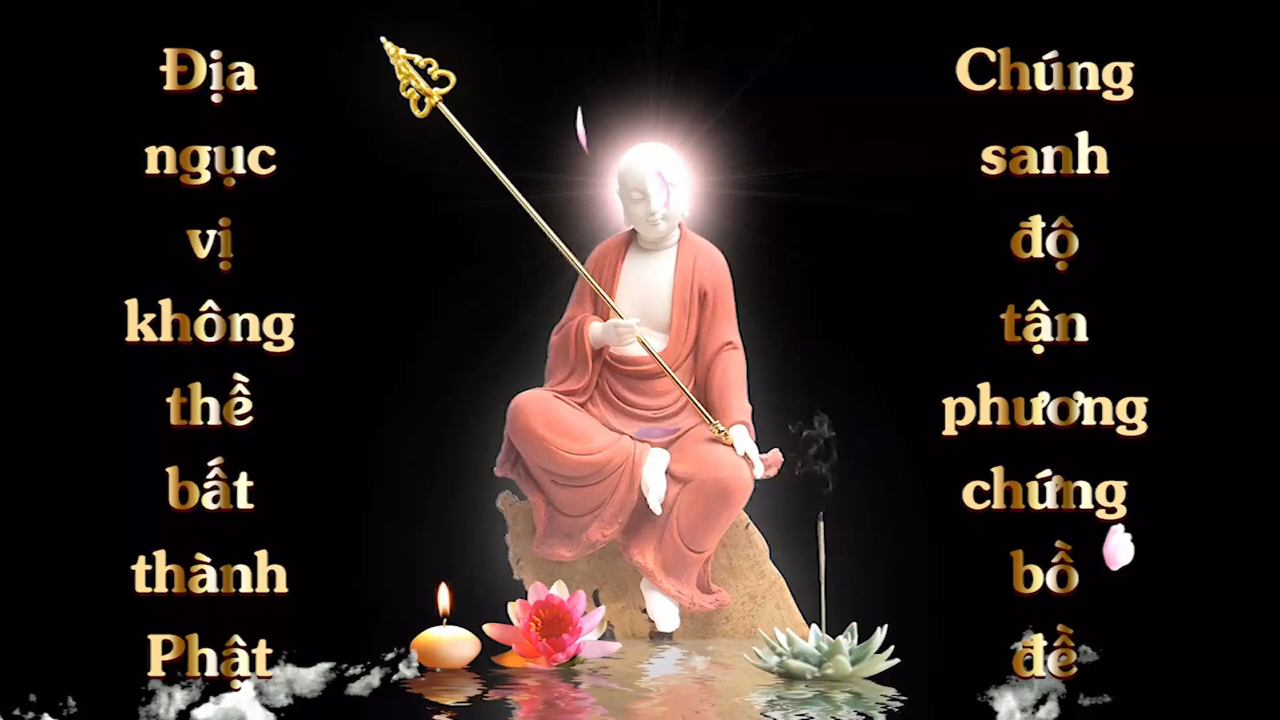 Địa
ngục
vị
không
thề
bất
thành
Phật
Chúng
sanh
độ
tận
phương
chứng
bồ
đề